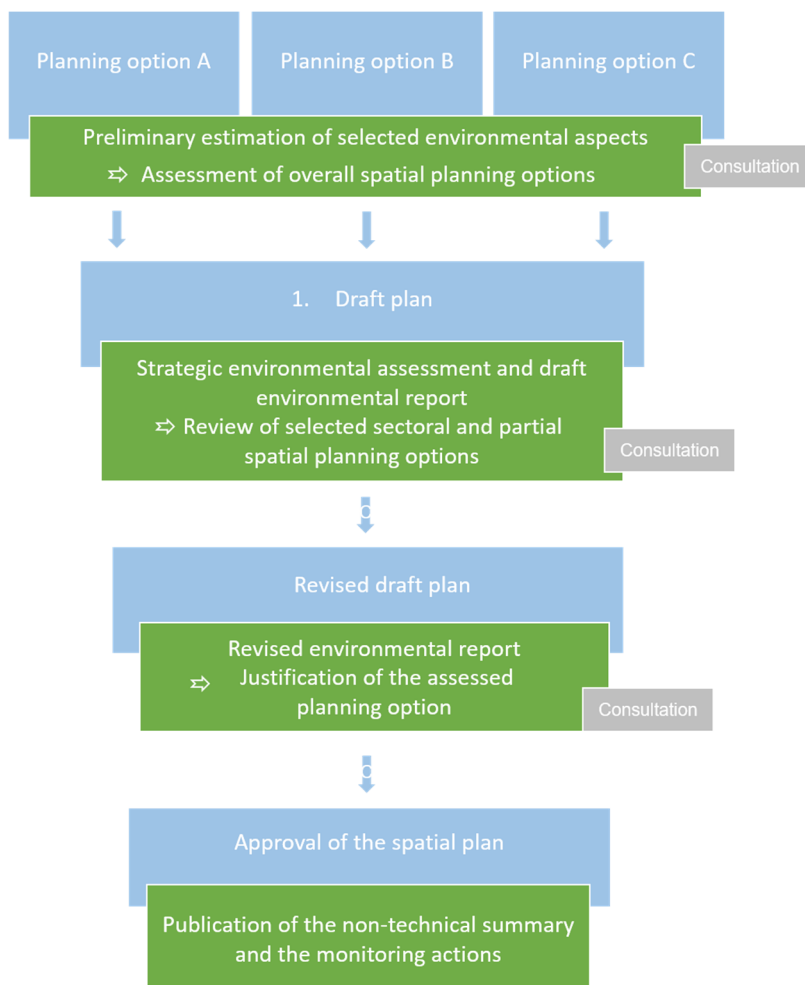 Planning option A
Planning option B
Planning option C
Preliminary estimation of selected environmental aspects
⇨ Assessment of overall spatial planning options
Consultation
1. Draft plan
Strategic environmental assessment and draft
environmental report
⇨ Review of selected sectoral and partial
spatial planning options
Consultation
Revised draft plan
Revised environmental report
⇨ Justification of the assessed
planning option
Consultation
Approval of the spatial plan
Publication of the non-technical summary
and the monitoring actions